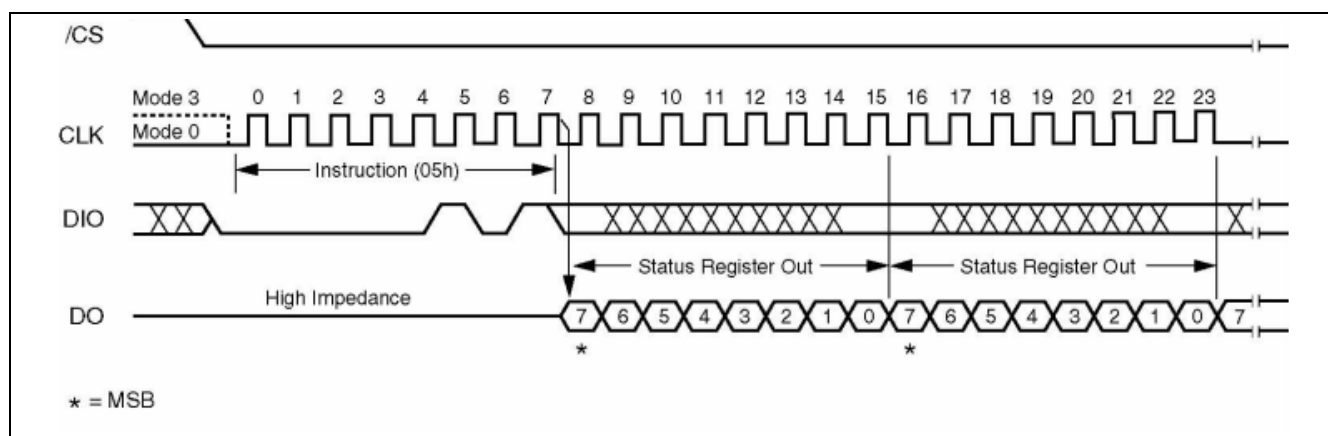 /CS
Mode 3 0 1 2 3 4 5 6 7 8 9 10 11 12 13 14 15 16 17 18 19 20 21 22 23
CLK Mode 0
Instruction (05h)
DIO
Status Register Out Status Register Out
High Impedance
DO 7 6 5 4 3 2 1 0 7 6 5 4 3 2 1 0 7
* *
* = MSB